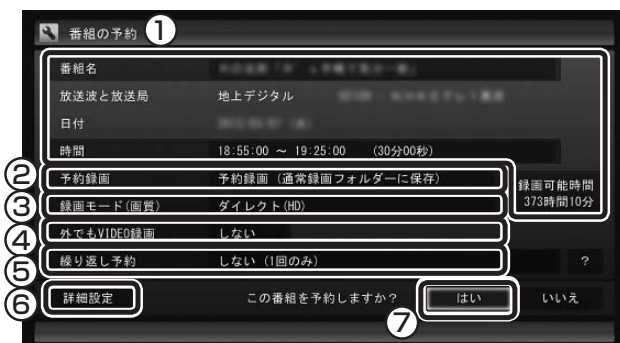 番組の予約 ①
番組名
放送波と放送局 地上デジタル
日付
時間 18:55:00 ~ 19:25:00 (30分00秒)
② 予約録画 予約録画 (通常録画フォルダーに保存)
録画可能時間
373時間10分
③ 録画モード(画質) ダイレクト(HD)
④ 外でもVIDEO録画 しない
⑤ 繰り返し予約 しない (1回のみ) ?
⑥ 詳細設定 この番組を予約しますか? ⑦ はい いいえ